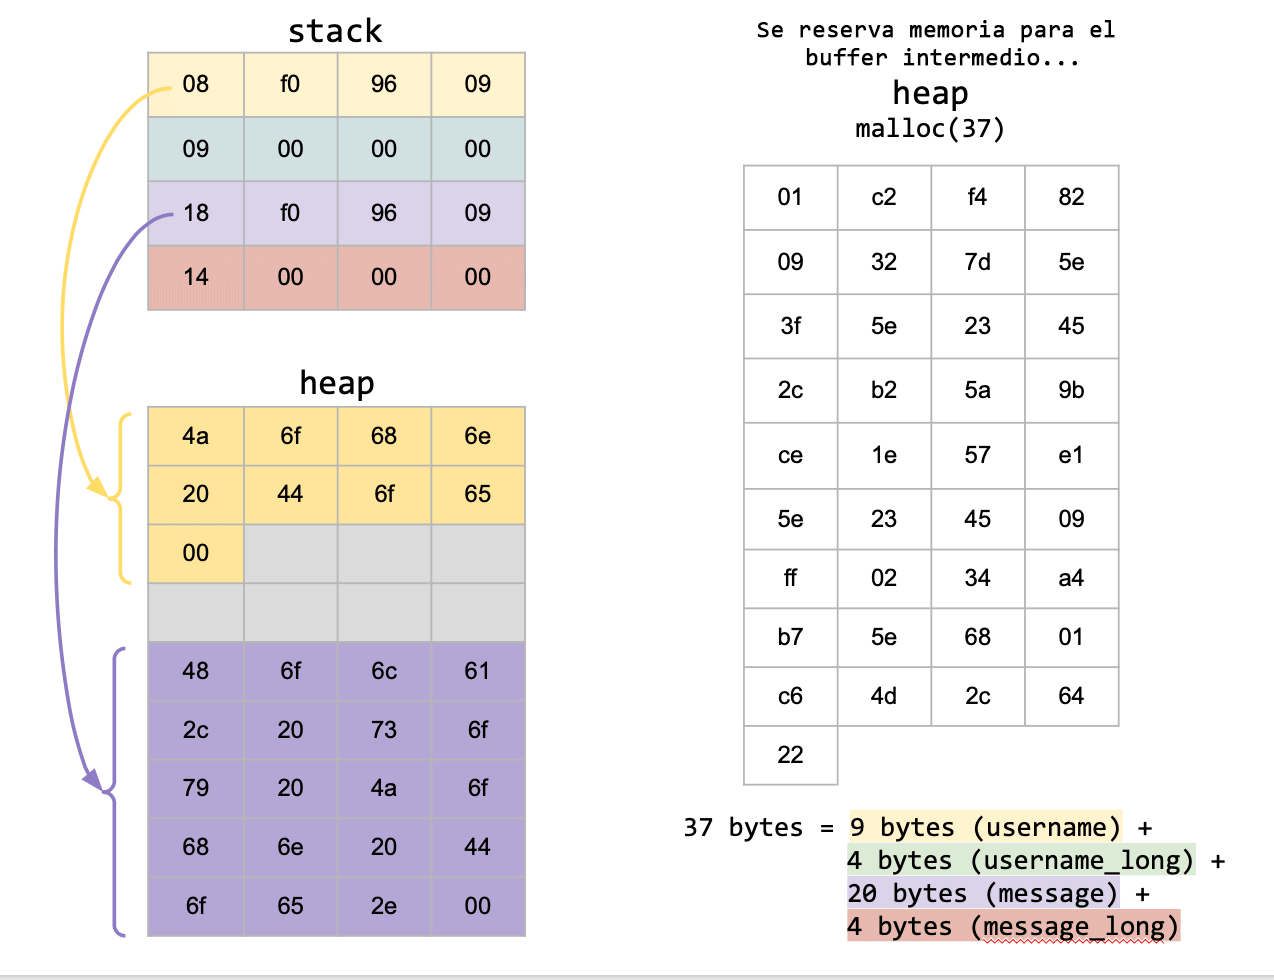 stack
08 f0 96 09
09 00 00 00
18 f0 96 09
14 00 00 00
heap
4a 6f 68 6e
20 44 6f 65
00
48 6f 6c 61
2c 20 73 6f
79 20 4a 6f
68 6e 20 44
6f 65 2e 00
Se reserva memoria para el
buffer intermedio...
heap
malloc(37)
01 c2 f4 82
09 32 7d 5e
3f 5e 23 45
2c b2 5a 9b
ce 1e 57 e1
5e 23 45 09
ff 02 34 a4
b7 5e 68 01
c6 4d 2c 64
22
37 bytes = 9 bytes (username) +
4 bytes (username_long) +
20 bytes (message) +
4 bytes (message_long)